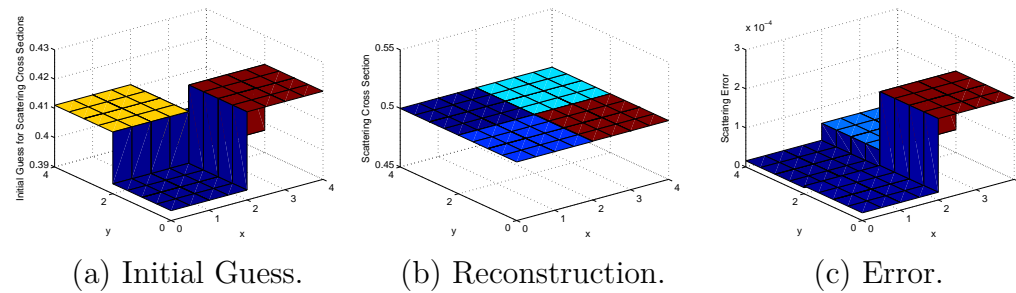 Initial Guess for Scattering Cross Sections
0.43
0.42
0.41
0.4
0.39
4
2
0
y
0
1
2
3
4
x
(a) Initial Guess.
Scattering Cross Section
0.55
0.5
0.45
4
2
0
y
0
1
2
3
4
x
(b) Reconstruction.
x 10⁻⁴
Scattering Error
3
2
1
0
4
2
0
y
0
1
2
3
4
x
(c) Error.